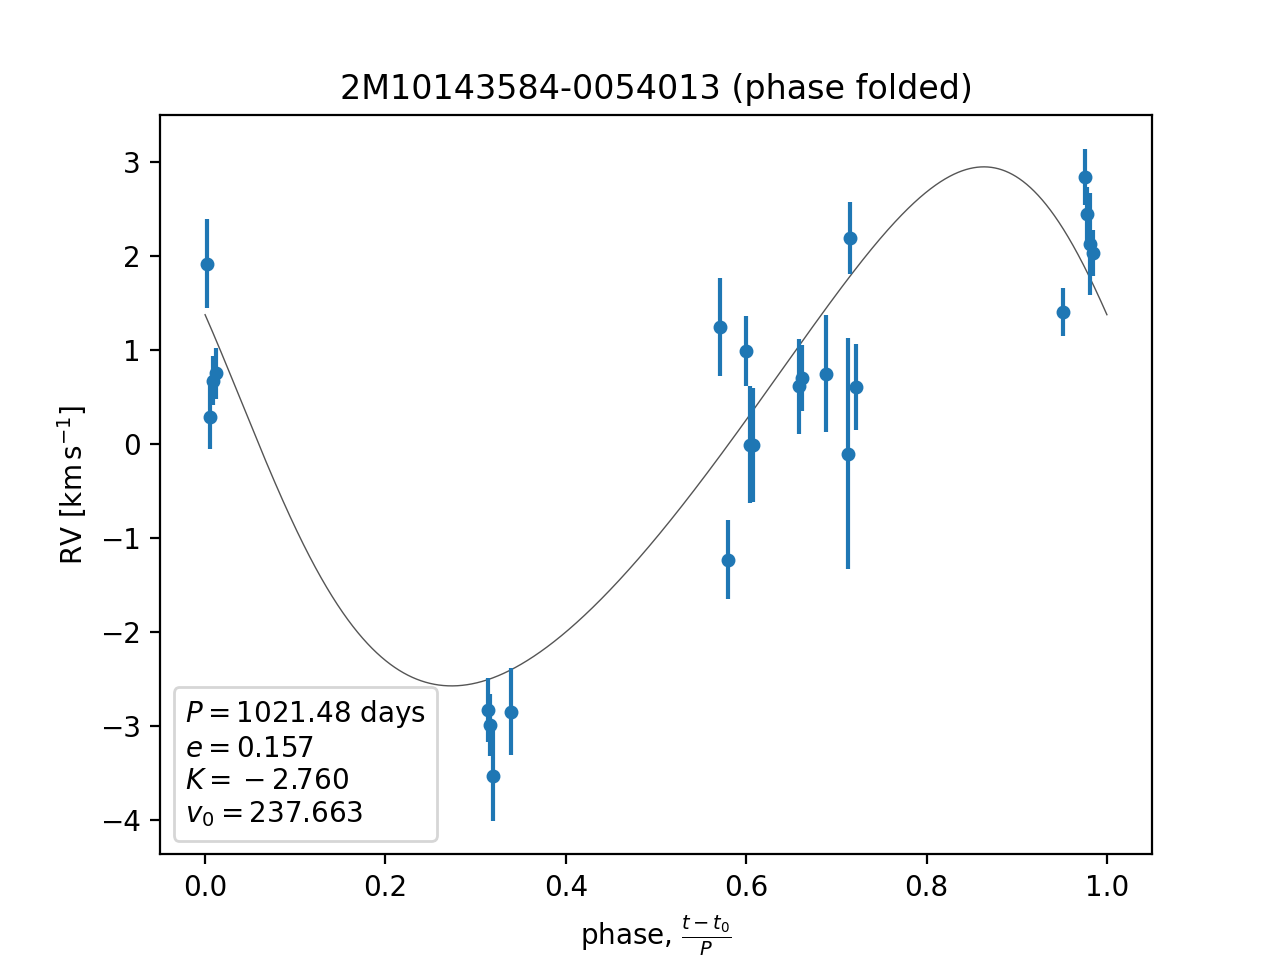 2M10143584-0054013 (phase folded)
RV [km s⁻¹]
3
2
1
0
−1
−2
−3
−4
P = 1021.48 days
e = 0.157
K = −2.760
v₀ = 237.663
0.0 0.2 0.4 0.6 0.8 1.0
phase, (t − t₀)/P